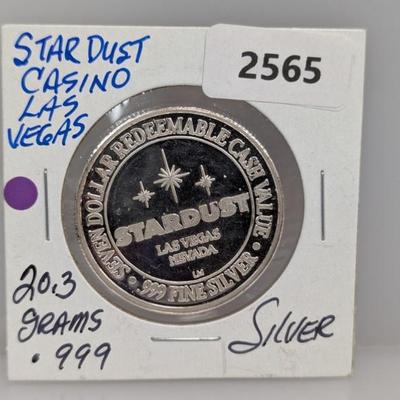 STAR DUST
CASINO
LAS
VEGAS
2565
SEVEN DOLLAR REDEEMABLE CASH VALUE
STARDUST
LAS VEGAS
NEVADA
LM
.999 FINE SILVER
20.3
GRAMS
.999
SILVER